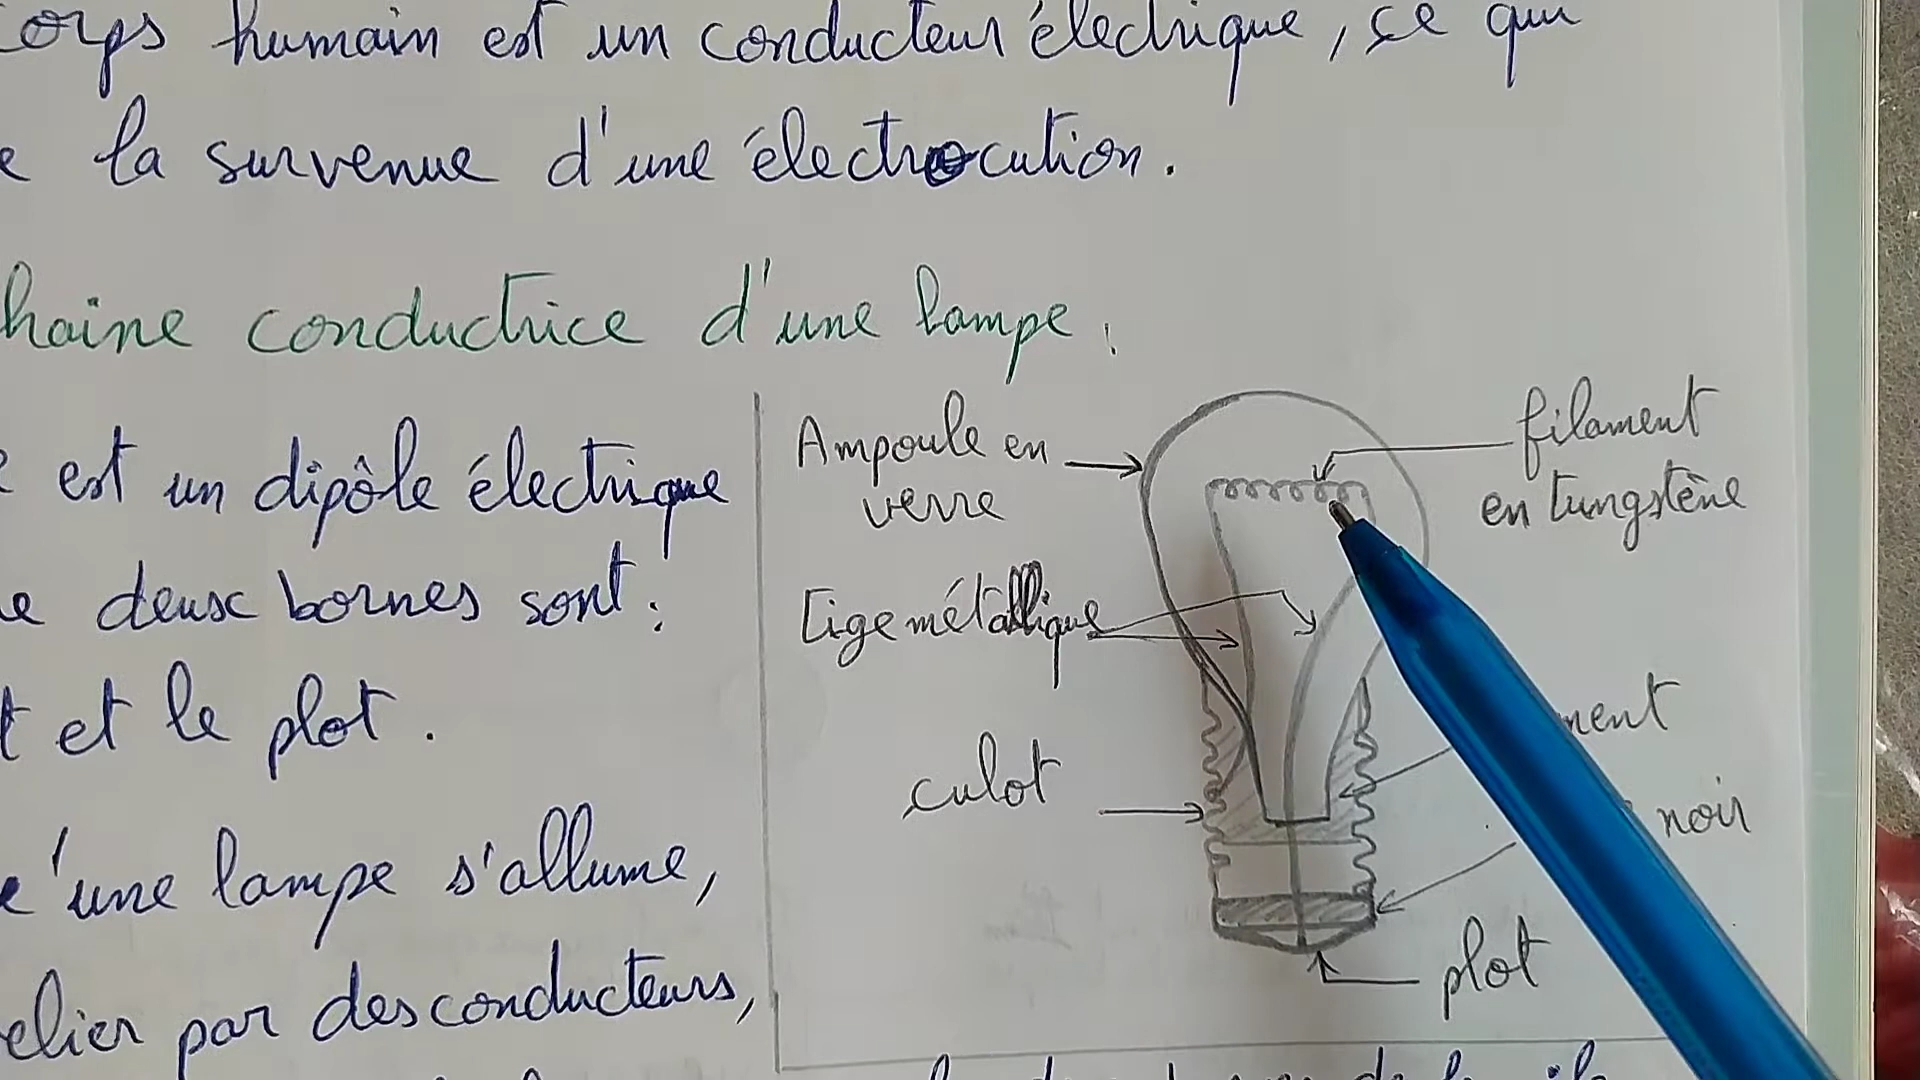 corps humain est un conducteur électrique, ce qui
la survenue d'une électrocution.
haine conductrice d'une lampe:
est un dipôle électrique
deux bornes sont:
t et le plot.
'une lampe s'allume,
elier par des conducteurs,
Ampoule en
verre
Tige métallique
culot
filament
en tungstène
ment
noir
plot